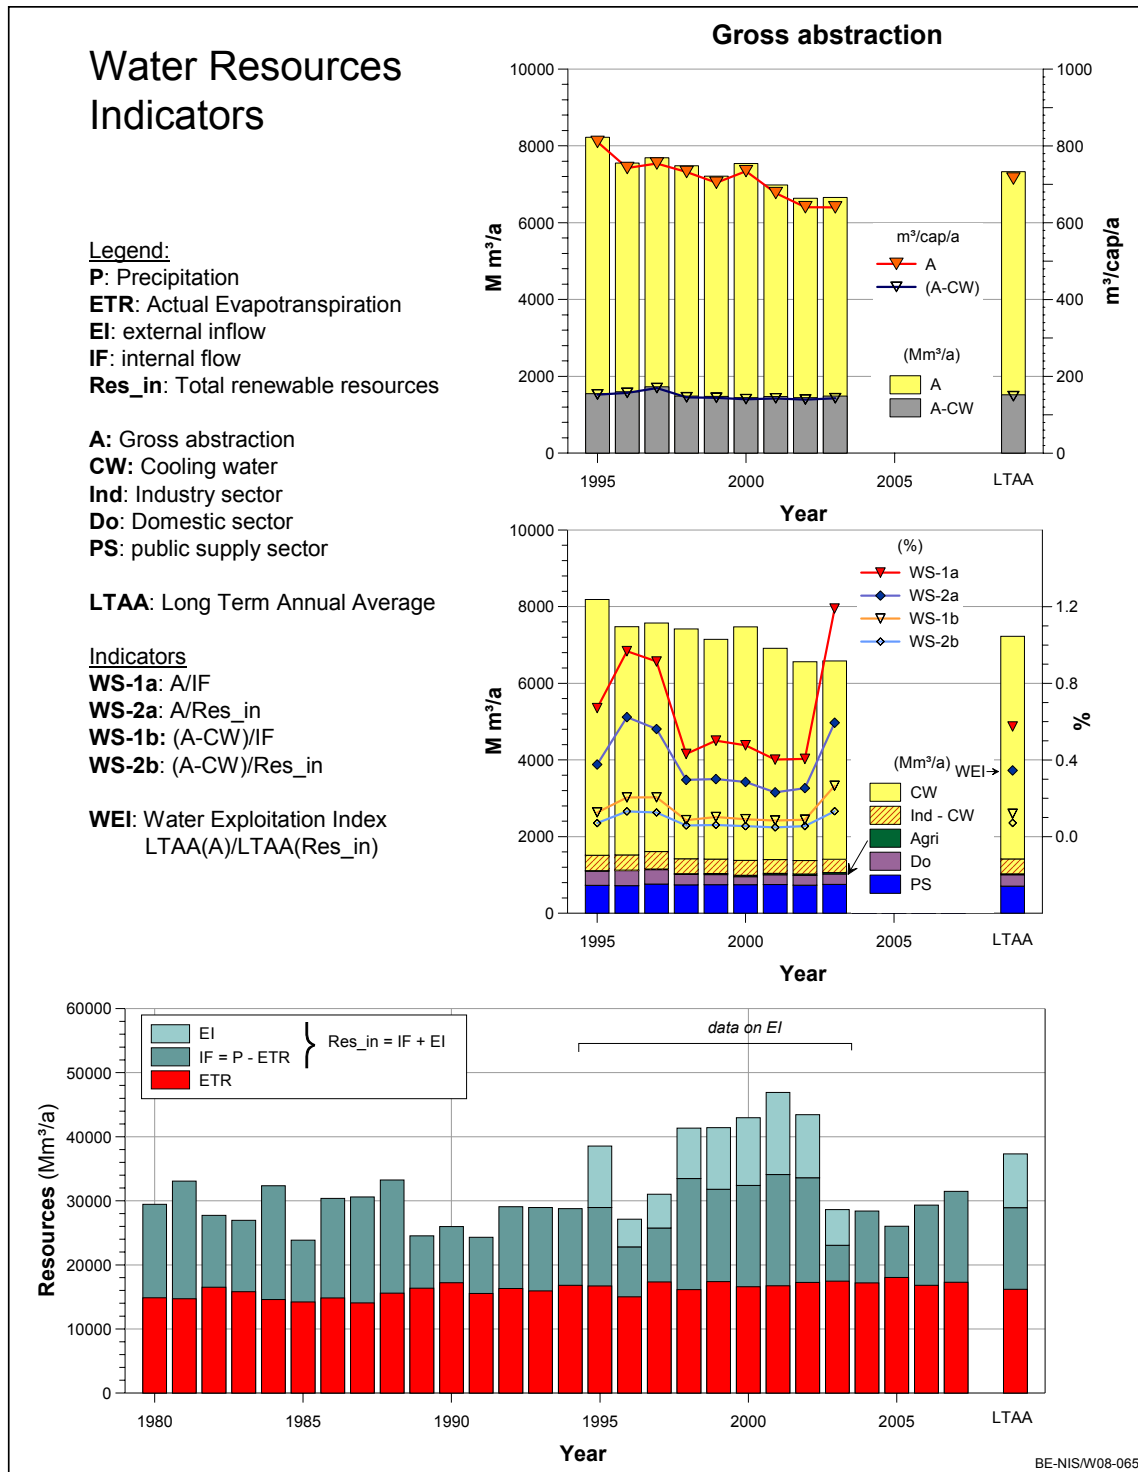 Water Resources
Indicators
Legend:
P: Precipitation
ETR: Actual Evapotranspiration
EI: external inflow
IF: internal flow
Res_in: Total renewable resources
A: Gross abstraction
CW: Cooling water
Ind: Industry sector
Do: Domestic sector
PS: public supply sector
LTAA: Long Term Annual Average
Indicators
WS-1a: A/IF
WS-2a: A/Res_in
WS-1b: (A-CW)/IF
WS-2b: (A-CW)/Res_in
WEI: Water Exploitation Index
LTAA(A)/LTAA(Res_in)
Gross abstraction
10000
8000
6000
4000
2000
0
M m³/a
1000
800
600
400
200
0
m³/cap/a
m³/cap/a
A
(A-CW)
(Mm³/a)
A
A-CW
1995
2000
2005
LTAA
Year
10000
8000
6000
4000
2000
0
M m³/a
1.2
0.8
0.4
0.0
%
(%)
WS-1a
WS-2a
WS-1b
WS-2b
WEI
(Mm³/a)
CW
Ind - CW
Agri
Do
PS
1995
2000
2005
LTAA
Year
60000
50000
40000
30000
20000
10000
0
Resources (Mm³/a)
EI
IF = P - ETR
ETR
Res_in = IF + EI
data on EI
1980
1985
1990
1995
2000
2005
LTAA
Year
BE-NIS/W08-065